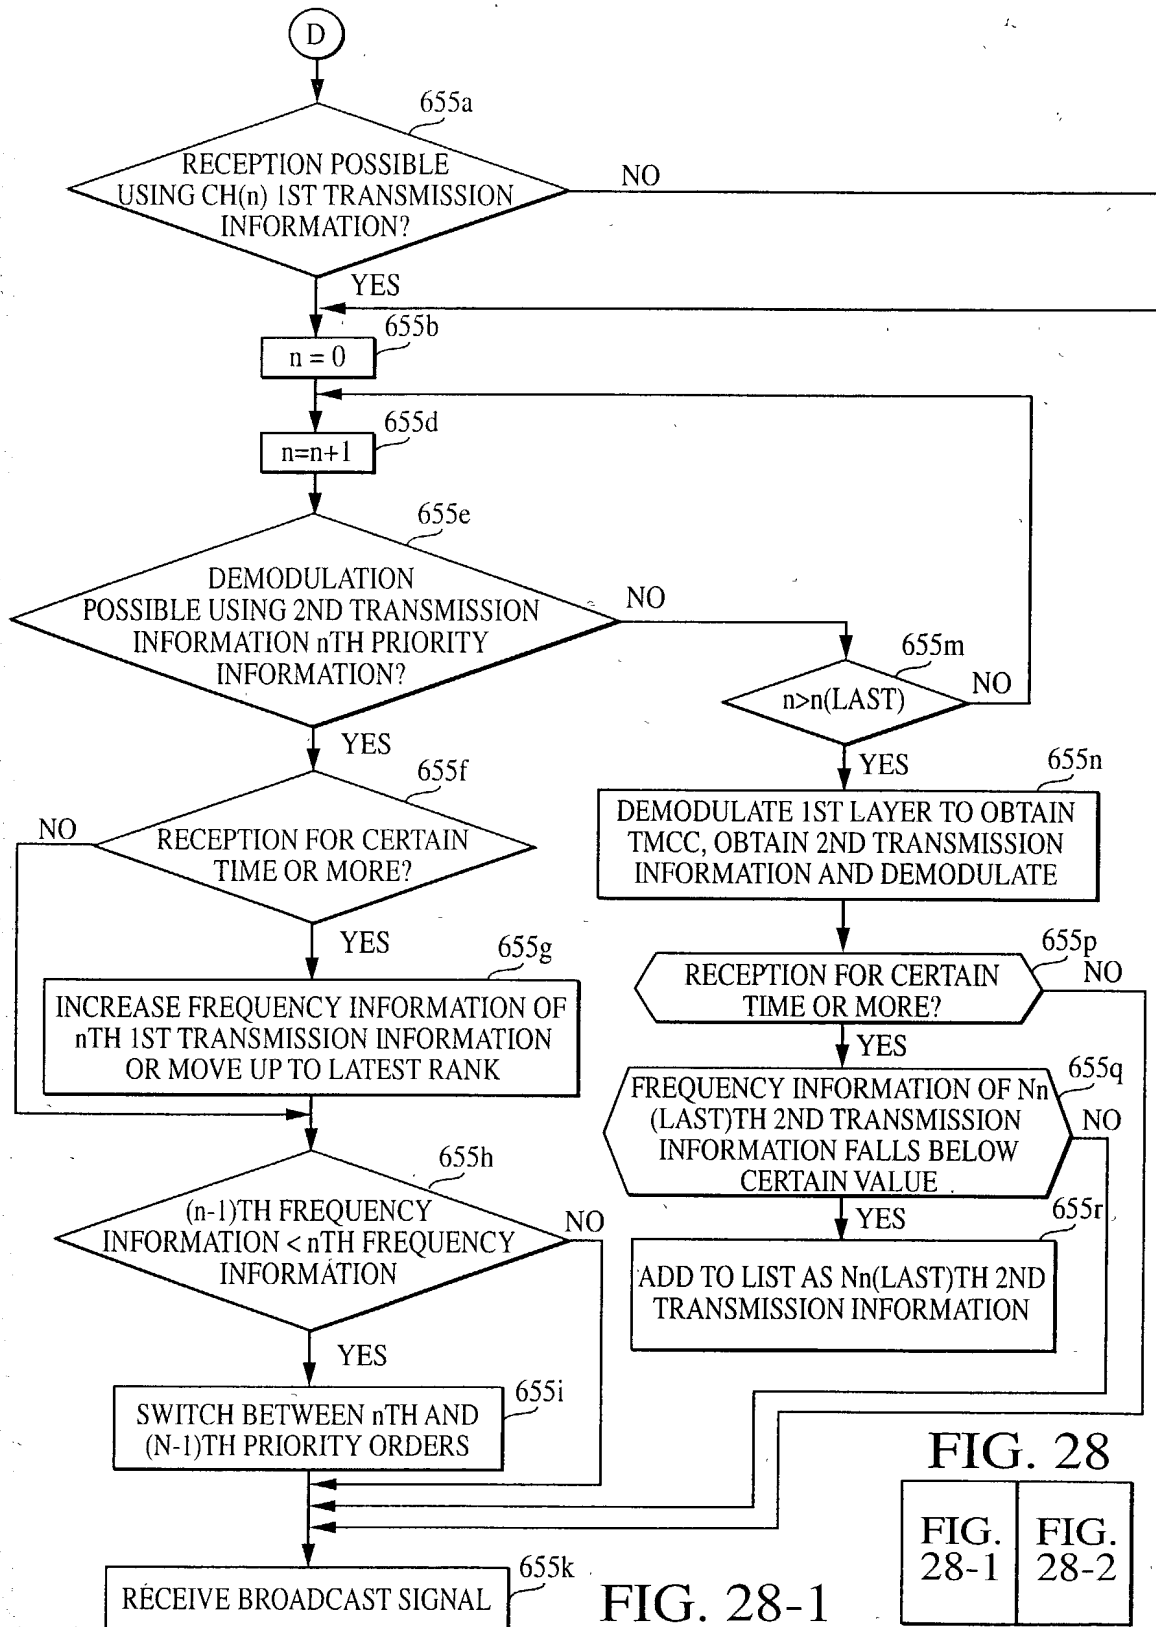 D
655a
RECEPTION POSSIBLE
USING CH(n) 1ST TRANSMISSION
INFORMATION?
NO
YES
655b
n = 0
655d
n=n+1
655e
DEMODULATION
POSSIBLE USING 2ND TRANSMISSION
INFORMATION nTH PRIORITY
INFORMATION?
NO
YES
655m
n>n(LAST)
NO
YES
655n
DEMODULATE 1ST LAYER TO OBTAIN
TMCC, OBTAIN 2ND TRANSMISSION
INFORMATION AND DEMODULATE
655f
NO
RECEPTION FOR CERTAIN
TIME OR MORE?
YES
655g
INCREASE FREQUENCY INFORMATION OF
nTH 1ST TRANSMISSION INFORMATION
OR MOVE UP TO LATEST RANK
655p
RECEPTION FOR CERTAIN
TIME OR MORE?
NO
YES
655q
FREQUENCY INFORMATION OF Nn
(LAST)TH 2ND TRANSMISSION
INFORMATION FALLS BELOW
CERTAIN VALUE
NO
YES
655r
ADD TO LIST AS Nn(LAST)TH 2ND
TRANSMISSION INFORMATION
655h
(n-1)TH FREQUENCY
INFORMATION < nTH FREQUENCY
INFORMATION
NO
YES
655i
SWITCH BETWEEN nTH AND
(N-1)TH PRIORITY ORDERS
655k
RECEIVE BROADCAST SIGNAL
FIG. 28-1
FIG. 28
FIG.
28-1
FIG.
28-2